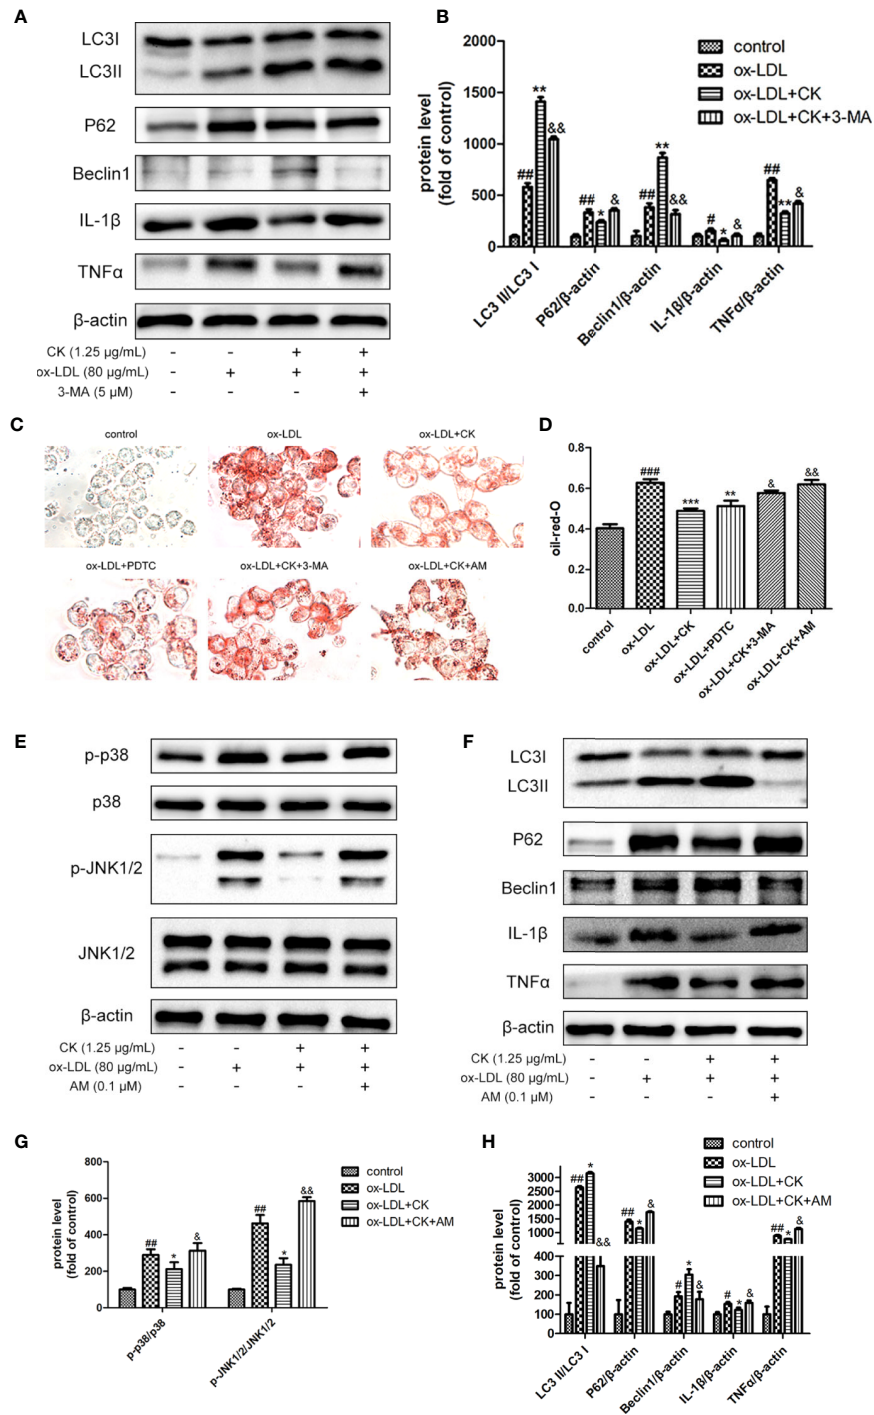 A
LC3I
LC3II
P62
Beclin1
IL-1β
TNFα
β-actin
CK (1.25 μg/mL) - - + +
ox-LDL (80 μg/mL) - + + +
3-MA (5 μM) - - - +
B
protein level
(fold of control)
2000
1500
1000
500
0
control
ox-LDL
ox-LDL+CK
ox-LDL+CK+3-MA
## ** &&
## * &
## ** &&
# * &
## ** &
LC3 II/LC3 I
P62/β-actin
Beclin1/β-actin
IL-1β/β-actin
TNFα/β-actin
C
control
ox-LDL
ox-LDL+CK
ox-LDL+PDTC
ox-LDL+CK+3-MA
ox-LDL+CK+AM
D
oil-red-O
0.8
0.6
0.4
0.2
0.0
### *** ** & &&
control
ox-LDL
ox-LDL+CK
ox-LDL+PDTC
ox-LDL+CK+3-MA
ox-LDL+CK+AM
E
p-p38
p38
p-JNK1/2
JNK1/2
β-actin
CK (1.25 μg/mL) - - + +
ox-LDL (80 μg/mL) - + + +
AM (0.1 μM) - - - +
F
LC3I
LC3II
P62
Beclin1
IL-1β
TNFα
β-actin
CK (1.25 μg/mL) - - + +
ox-LDL (80 μg/mL) - + + +
AM (0.1 μM) - - - +
G
protein level
(fold of control)
800
600
400
200
0
control
ox-LDL
ox-LDL+CK
ox-LDL+CK+AM
## * &
## * &&
p-p38/p38
p-JNK1/2/JNK1/2
H
protein level
(fold of control)
3000
2500
2000
1500
1000
400
300
200
100
0
control
ox-LDL
ox-LDL+CK
ox-LDL+CK+AM
## * &&
## * &
# * &
# * &
## * &
LC3 II/LC3 I
P62/β-actin
Beclin1/β-actin
IL-1β/β-actin
TNFα/β-actin